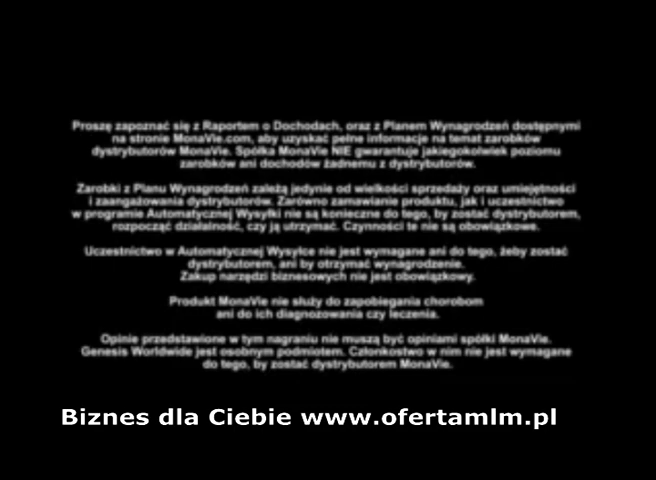 Proszę zapoznać się z Raportem o Dochodach, oraz z Planem Wynagrodzeń dostępnymi
na stronie MonaVie.com, aby uzyskać pełne informacje na temat zarobków
dystrybutorów MonaVie. Spółka MonaVie NIE gwarantuje jakiegokolwiek poziomu
zarobków ani dochodów żadnemu z dystrybutorów.
Zarobki z Planu Wynagrodzeń zależą jedynie od wielkości sprzedaży oraz umiejętności
i zaangażowania dystrybutorów. Zarówno zamawianie produktu, jak i uczestnictwo
w programie Automatycznej Wysyłki nie są konieczne do tego, by zostać dystrybutorem,
rozpocząć działalność, czy ją utrzymać. Czynności te nie są obowiązkowe.
Uczestnictwo w Automatycznej Wysyłce nie jest wymagane ani do tego, żeby zostać
dystrybutorem, ani by otrzymać wynagrodzenie.
Zakup narzędzi biznesowych nie jest obowiązkowy.
Produkt MonaVie nie służy do zapobiegania chorobom
ani do ich diagnozowania czy leczenia.
Opinie przedstawione w tym nagraniu nie muszą być opiniami spółki MonaVie.
Genesis Worldwide jest osobnym podmiotem. Członkostwo w nim nie jest wymagane
do tego, by zostać dystrybutorem MonaVie.
Biznes dla Ciebie www.ofertamlm.pl